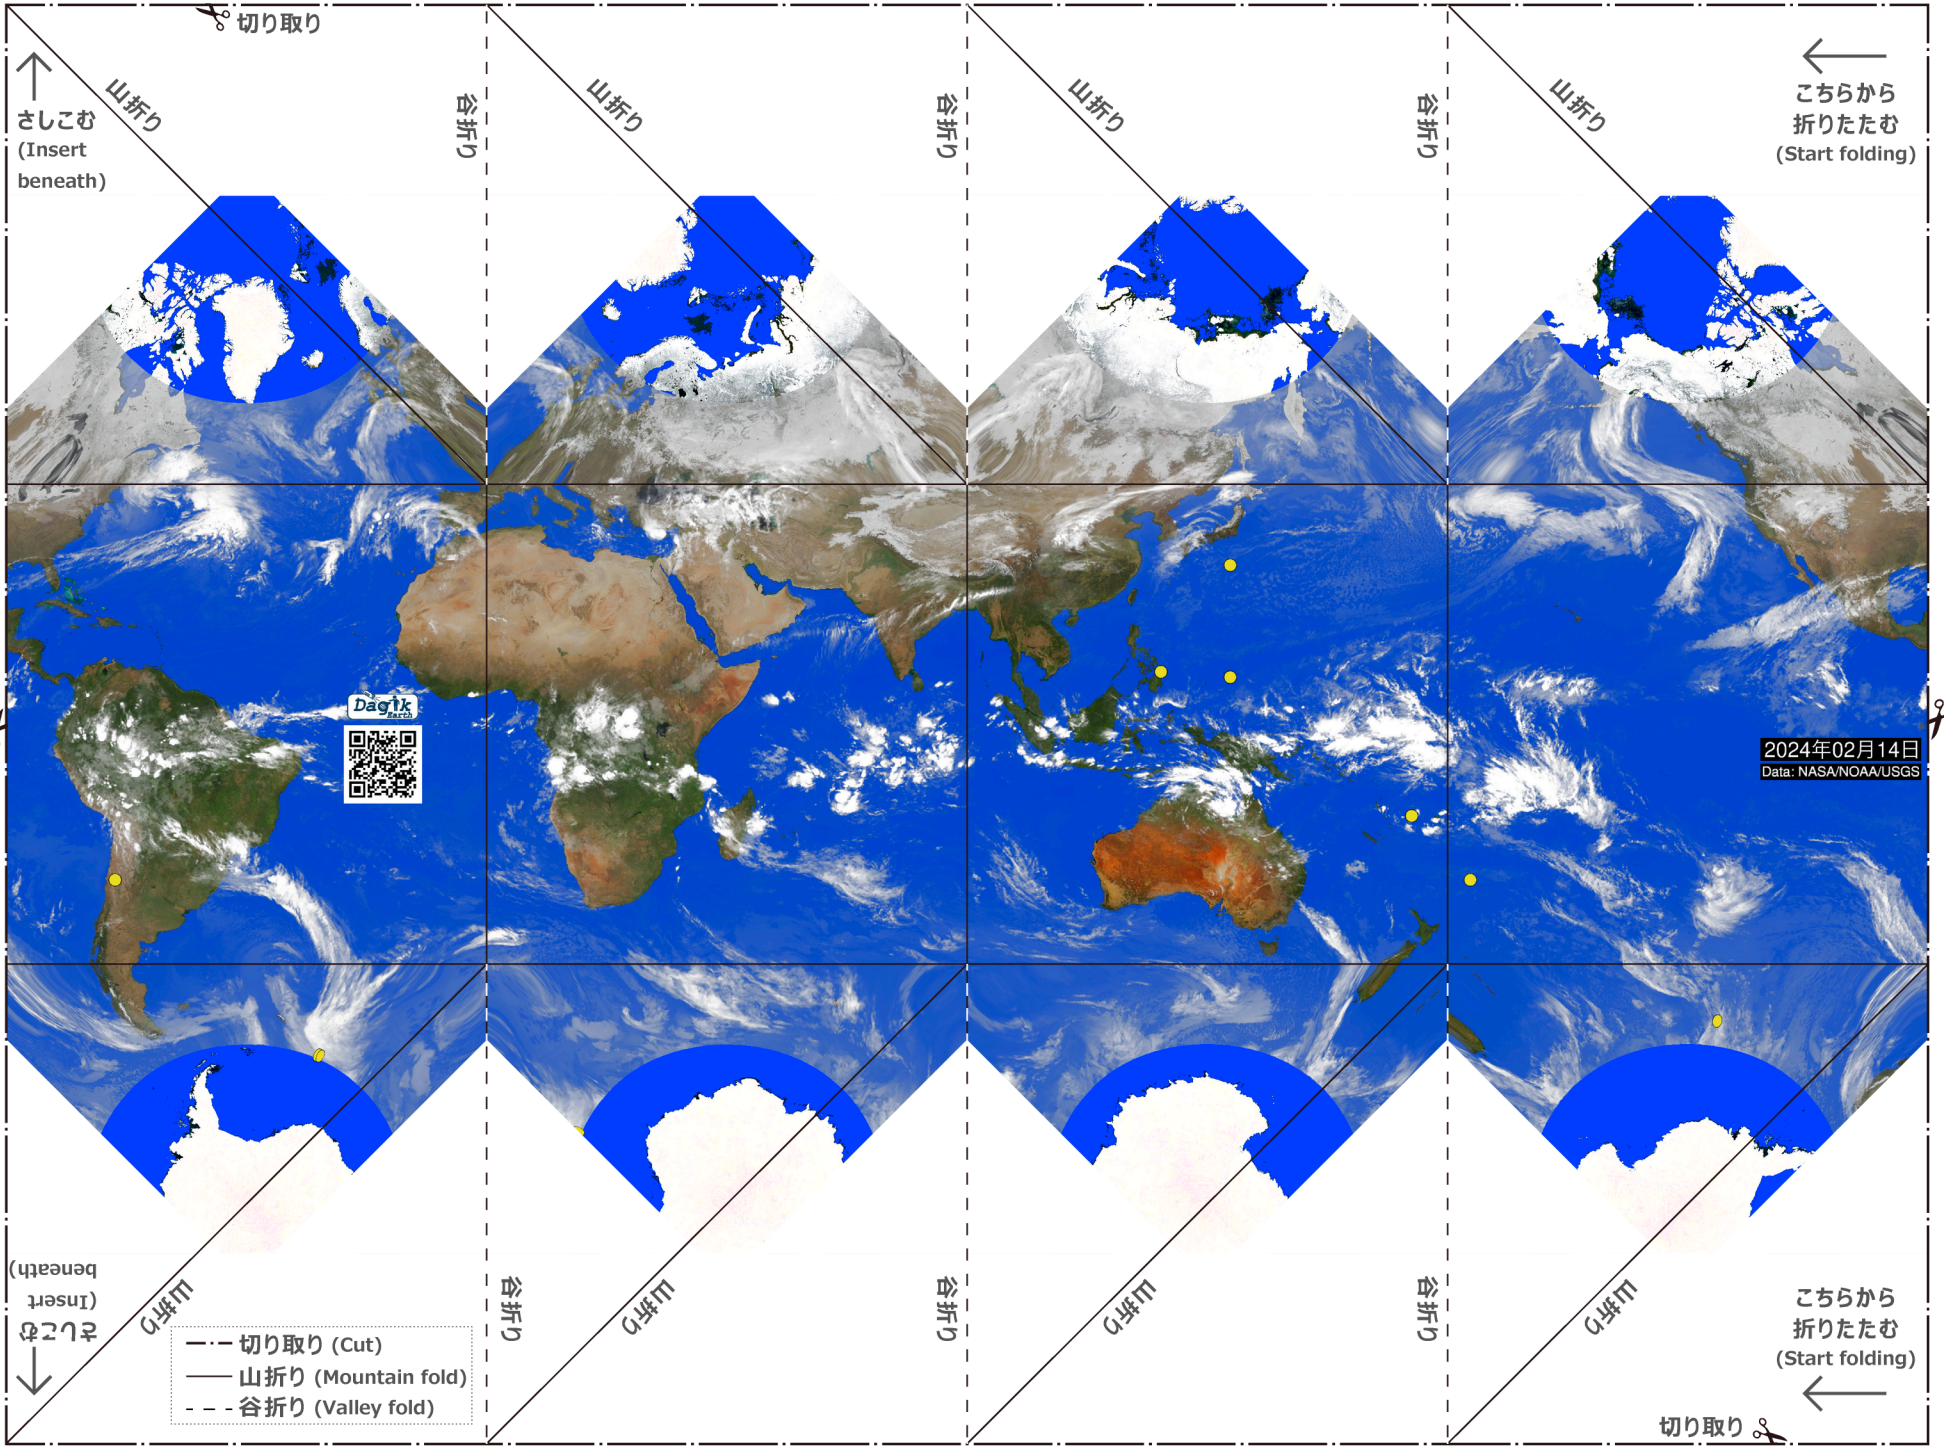 切り取り
山折り
山折り
山折り
山折り
谷折り
谷折り
谷折り
さしこむ
(Insert
beneath)
こちらから
折りたたむ
(Start folding)
Dagik
Earth
2024年02月14日
Data: NASA/NOAA/USGS
さしこむ
(Insert
beneath)
山折り
山折り
山折り
山折り
谷折り
谷折り
谷折り
こちらから
折りたたむ
(Start folding)
切り取り (Cut)
山折り (Mountain fold)
谷折り (Valley fold)
切り取り